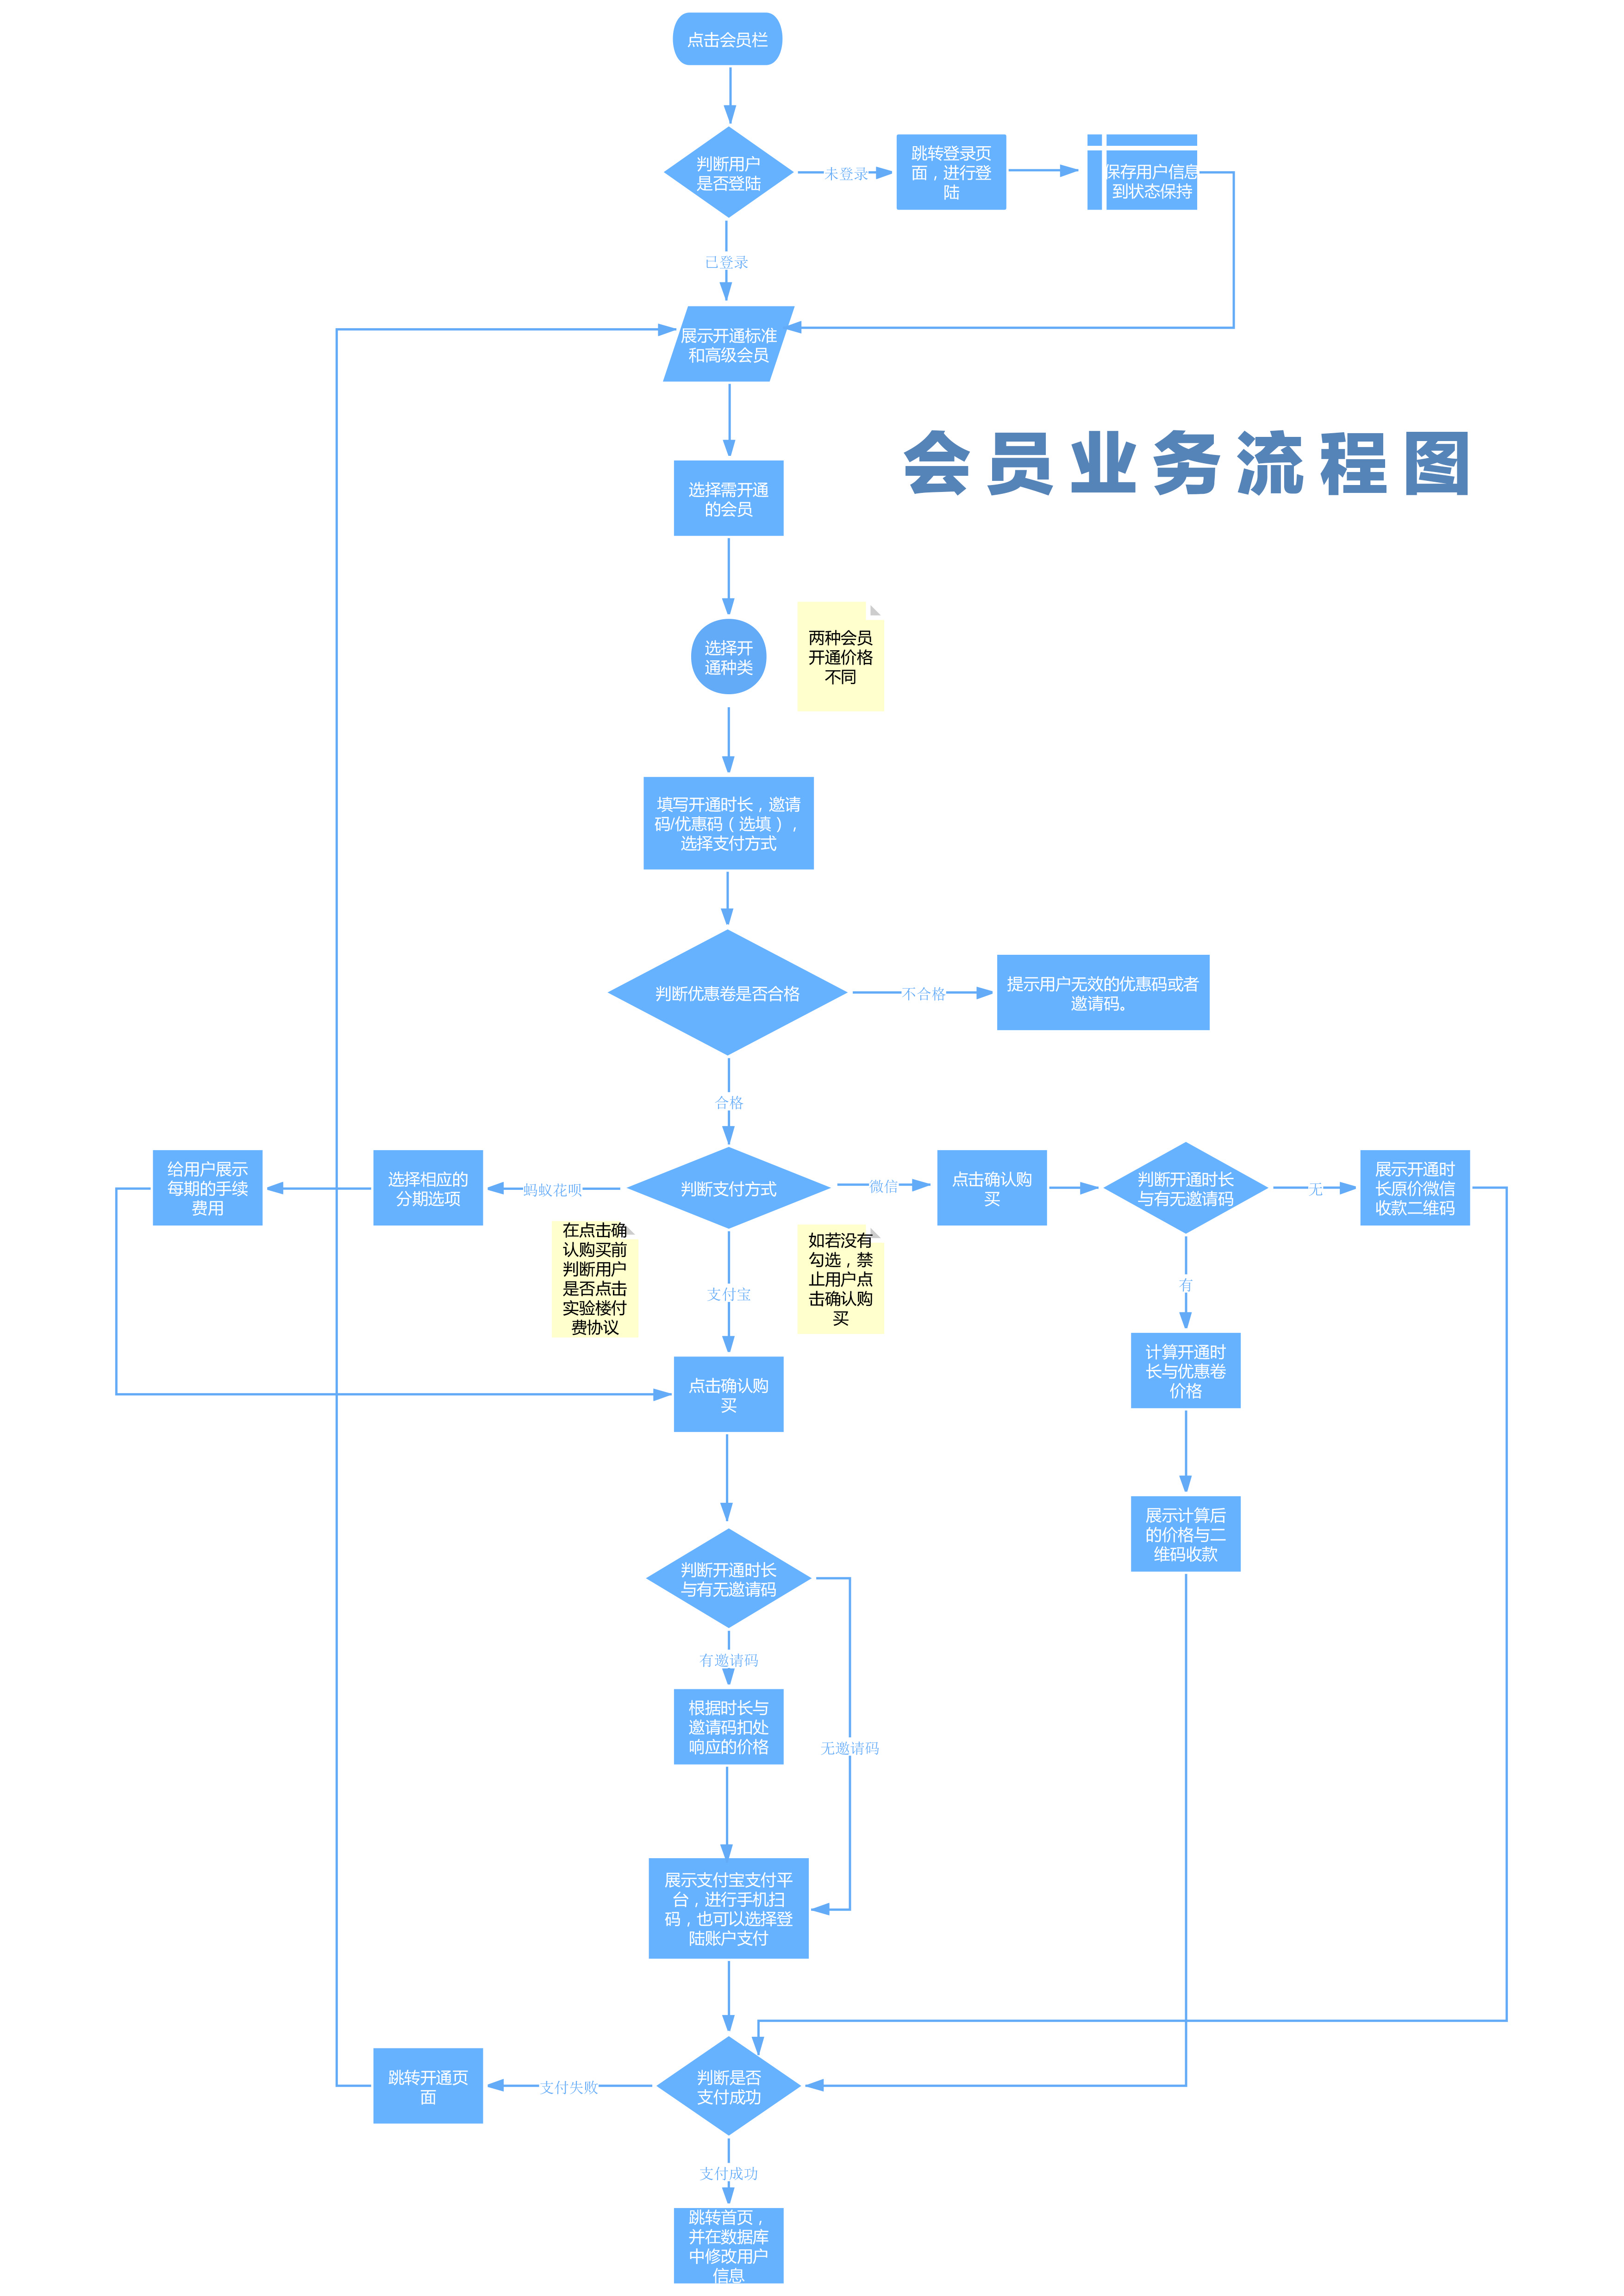 点击会员栏
判断用户
是否登陆
未登录
跳转登录页
面，进行登
陆
保存用户信息
到状态保持
已登录
展示开通标准
和高级会员
会员业务流程图
选择需开通
的会员
选择开
通种类
两种会员
开通价格
不同
填写开通时长，邀请
码/优惠码（选填），
选择支付方式
判断优惠卷是否合格
不合格
提示用户无效的优惠码或者
邀请码。
合格
给用户展示
每期的手续
费用
选择相应的
分期选项
蚂蚁花呗
判断支付方式
微信
点击确认购
买
判断开通时长
与有无邀请码
无
展示开通时
长原价微信
收款二维码
在点击确
认购买前
判断用户
是否点击
实验楼付
费协议
支付宝
如若没有
勾选，禁
止用户点
击确认购
买
有
计算开通时
长与优惠卷
价格
点击确认购
买
展示计算后
的价格与二
维码收款
判断开通时长
与有无邀请码
有邀请码
根据时长与
邀请码扣处
响应的价格
无邀请码
展示支付宝支付平
台，进行手机扫
码，也可以选择登
陆账户支付
跳转开通页
面
支付失败
判断是否
支付成功
支付成功
跳转首页，
并在数据库
中修改用户
信息